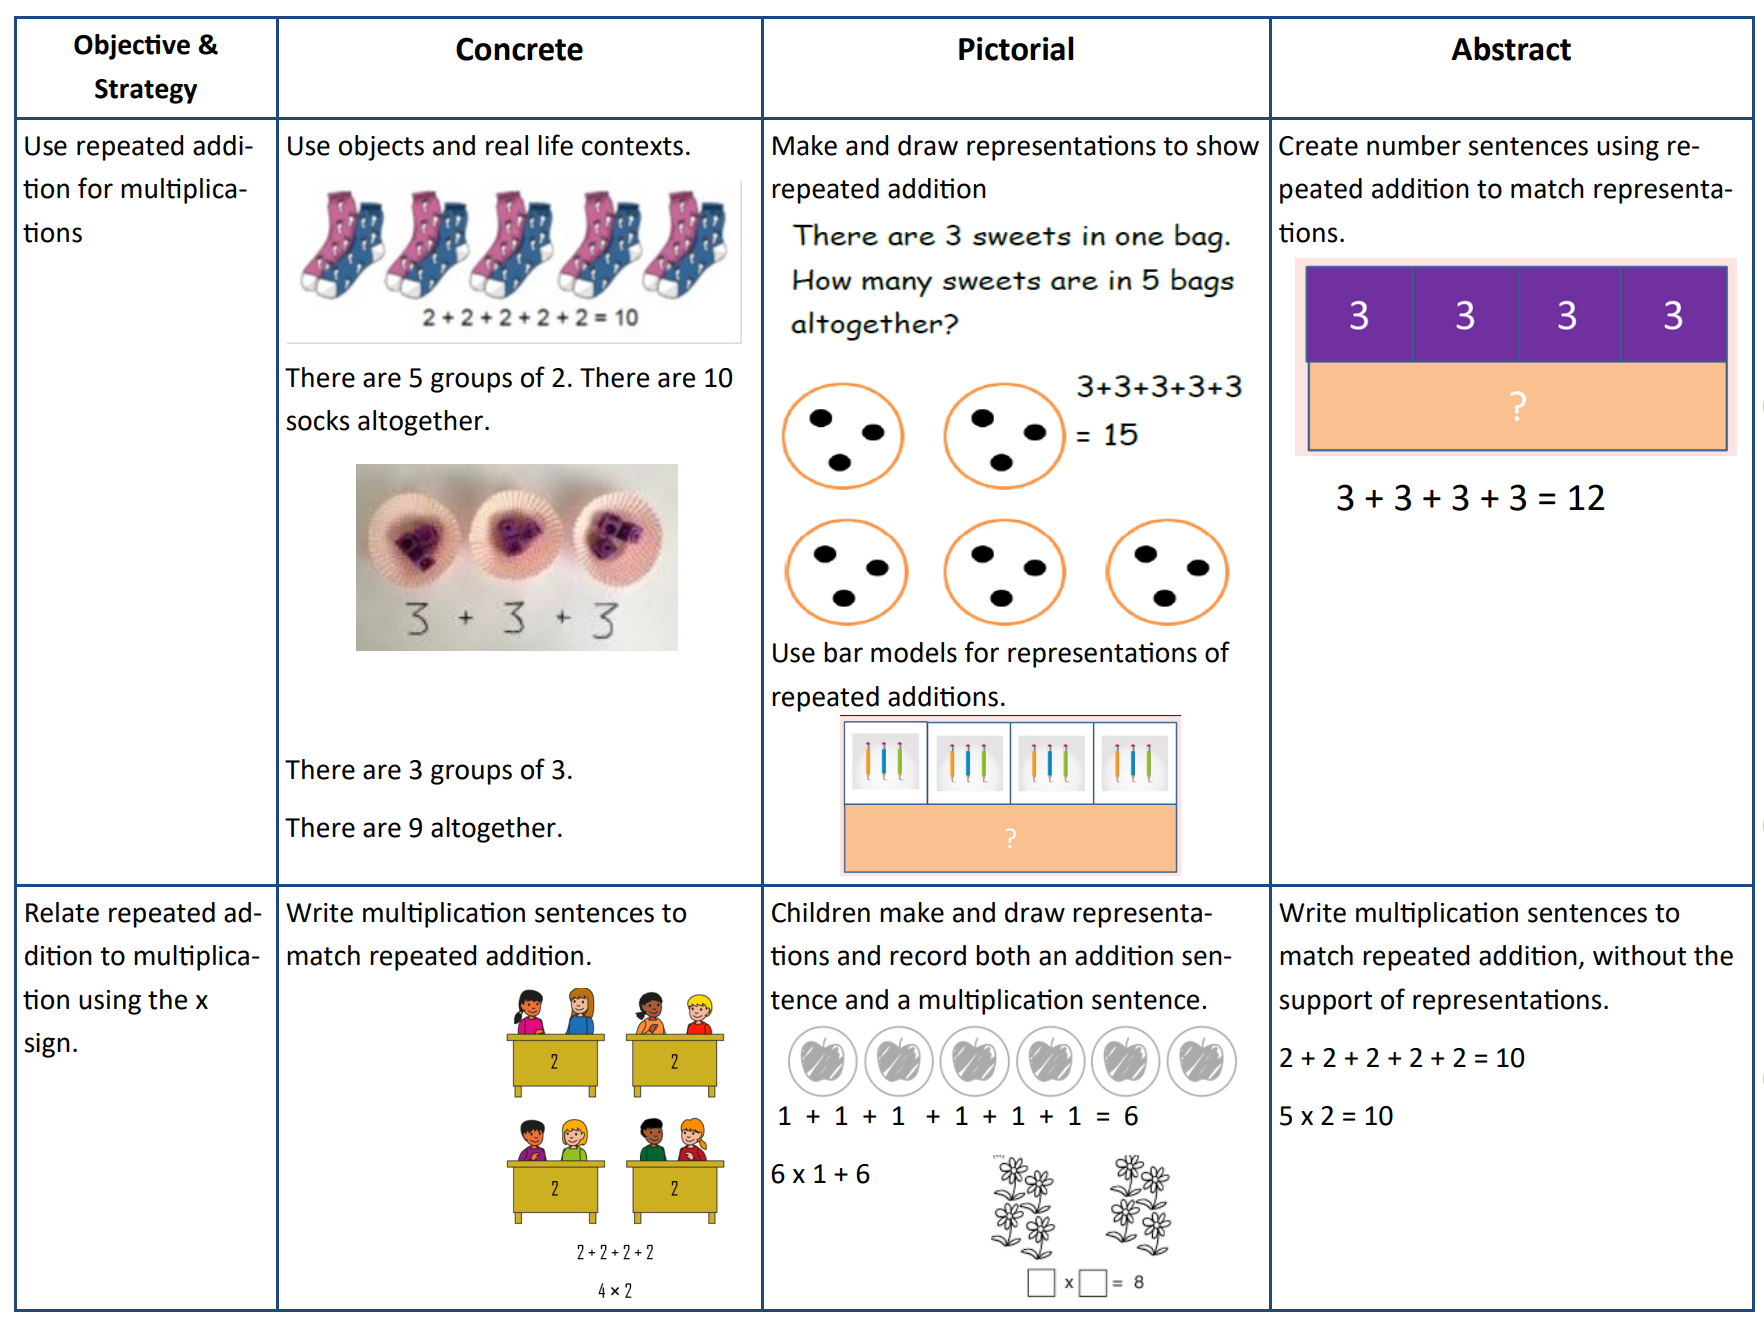 Objective &
Strategy
Concrete
Pictorial
Abstract
Use repeated addi-
tion for multiplica-
tions
Use objects and real life contexts.
2 + 2 + 2 + 2 + 2 = 10
There are 5 groups of 2. There are 10
socks altogether.
3 + 3 + 3
There are 3 groups of 3.
There are 9 altogether.
Make and draw representations to show
repeated addition
There are 3 sweets in one bag.
How many sweets are in 5 bags
altogether?
3+3+3+3+3
= 15
Use bar models for representations of
repeated additions.
?
Create number sentences using re-
peated addition to match representa-
tions.
3 3 3 3
?
3 + 3 + 3 + 3 = 12
Relate repeated ad-
dition to multiplica-
tion using the x
sign.
Write multiplication sentences to
match repeated addition.
2 2
2 2
2 + 2 + 2 + 2
4 × 2
Children make and draw representa-
tions and record both an addition sen-
tence and a multiplication sentence.
1 + 1 + 1 + 1 + 1 + 1 = 6
6 x 1 + 6
x = 8
Write multiplication sentences to
match repeated addition, without the
support of representations.
2 + 2 + 2 + 2 + 2 = 10
5 x 2 = 10